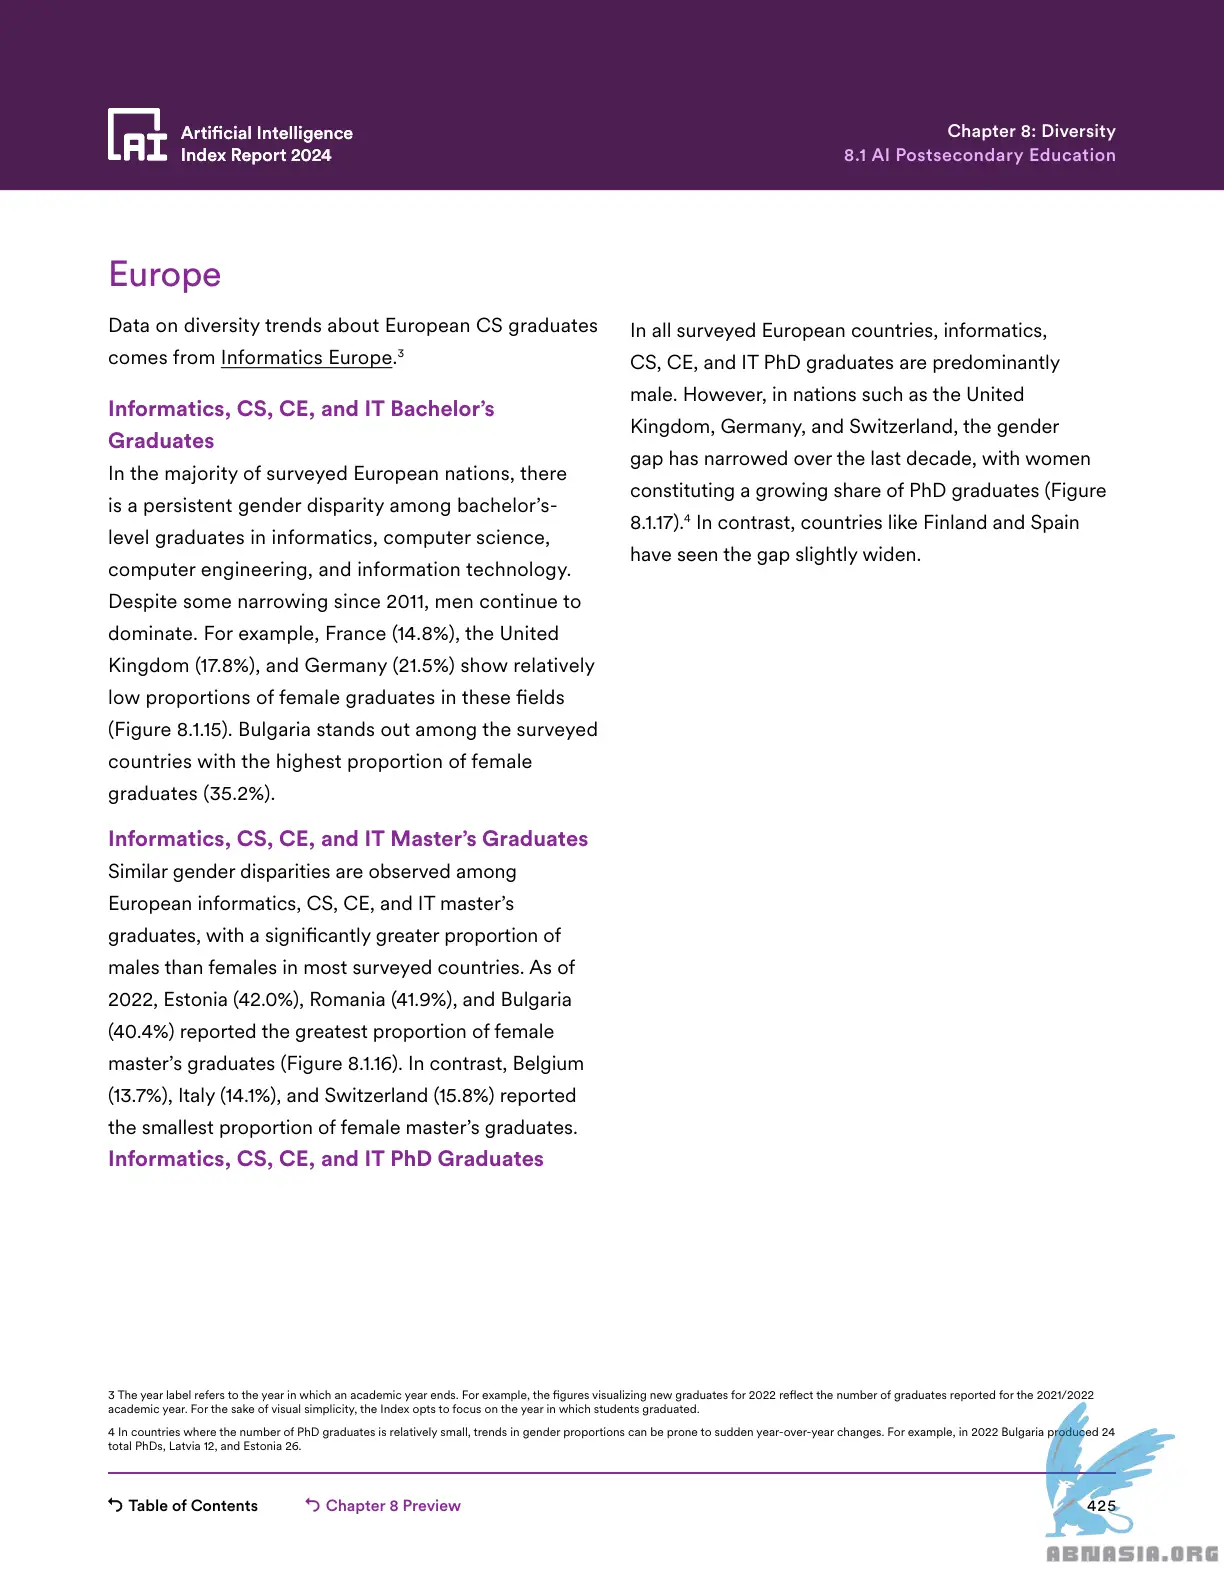 Artificial Intelligence
Index Report 2024
Chapter 8: Diversity
8.1 AI Postsecondary Education
Europe
Data on diversity trends about European CS graduates
comes from Informatics Europe.3
Informatics, CS, CE, and IT Bachelor’s
Graduates
In the majority of surveyed European nations, there
is a persistent gender disparity among bachelor’s-
level graduates in informatics, computer science,
computer engineering, and information technology.
Despite some narrowing since 2011, men continue to
dominate. For example, France (14.8%), the United
Kingdom (17.8%), and Germany (21.5%) show relatively
low proportions of female graduates in these fields
(Figure 8.1.15). Bulgaria stands out among the surveyed
countries with the highest proportion of female
graduates (35.2%).
Informatics, CS, CE, and IT Master’s Graduates
Similar gender disparities are observed among
European informatics, CS, CE, and IT master’s
graduates, with a significantly greater proportion of
males than females in most surveyed countries. As of
2022, Estonia (42.0%), Romania (41.9%), and Bulgaria
(40.4%) reported the greatest proportion of female
master’s graduates (Figure 8.1.16). In contrast, Belgium
(13.7%), Italy (14.1%), and Switzerland (15.8%) reported
the smallest proportion of female master’s graduates.
Informatics, CS, CE, and IT PhD Graduates
In all surveyed European countries, informatics,
CS, CE, and IT PhD graduates are predominantly
male. However, in nations such as the United
Kingdom, Germany, and Switzerland, the gender
gap has narrowed over the last decade, with women
constituting a growing share of PhD graduates (Figure
8.1.17).4 In contrast, countries like Finland and Spain
have seen the gap slightly widen.
3 The year label refers to the year in which an academic year ends. For example, the figures visualizing new graduates for 2022 reflect the number of graduates reported for the 2021/2022
academic year. For the sake of visual simplicity, the Index opts to focus on the year in which students graduated.
4 In countries where the number of PhD graduates is relatively small, trends in gender proportions can be prone to sudden year-over-year changes. For example, in 2022 Bulgaria produced 24
total PhDs, Latvia 12, and Estonia 26.
Table of Contents
Chapter 8 Preview
425
ABNASIA.ORG